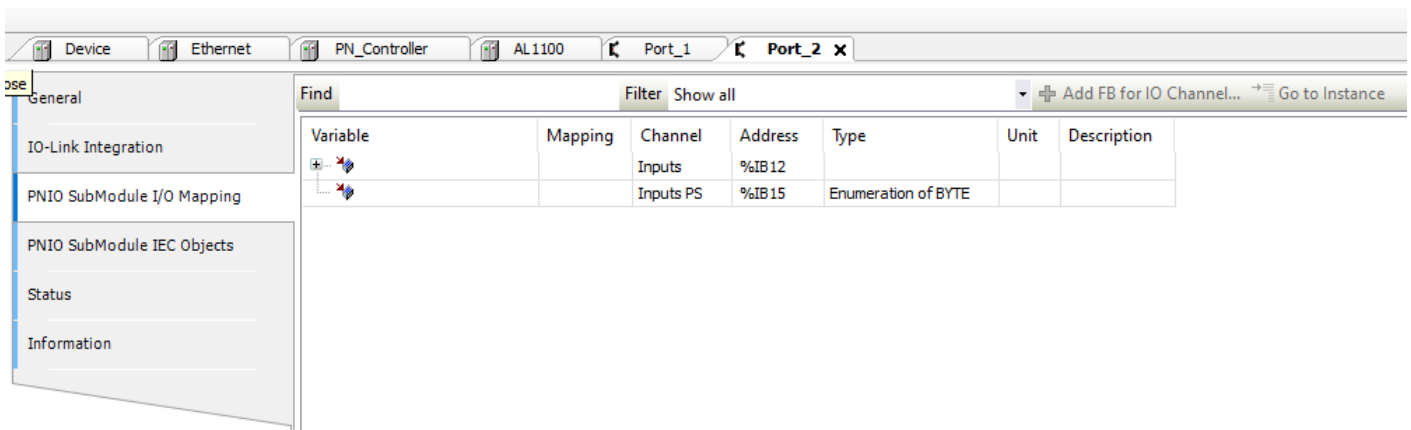 Device Ethernet PN_Controller AL1100 Port_1 Port_2 x
ose
General
IO-Link Integration
PNIO SubModule I/O Mapping
PNIO SubModule IEC Objects
Status
Information
Find Filter Show all Add FB for IO Channel... Go to Instance
Variable Mapping Channel Address Type Unit Description
Inputs %IB12
Inputs PS %IB15 Enumeration of BYTE